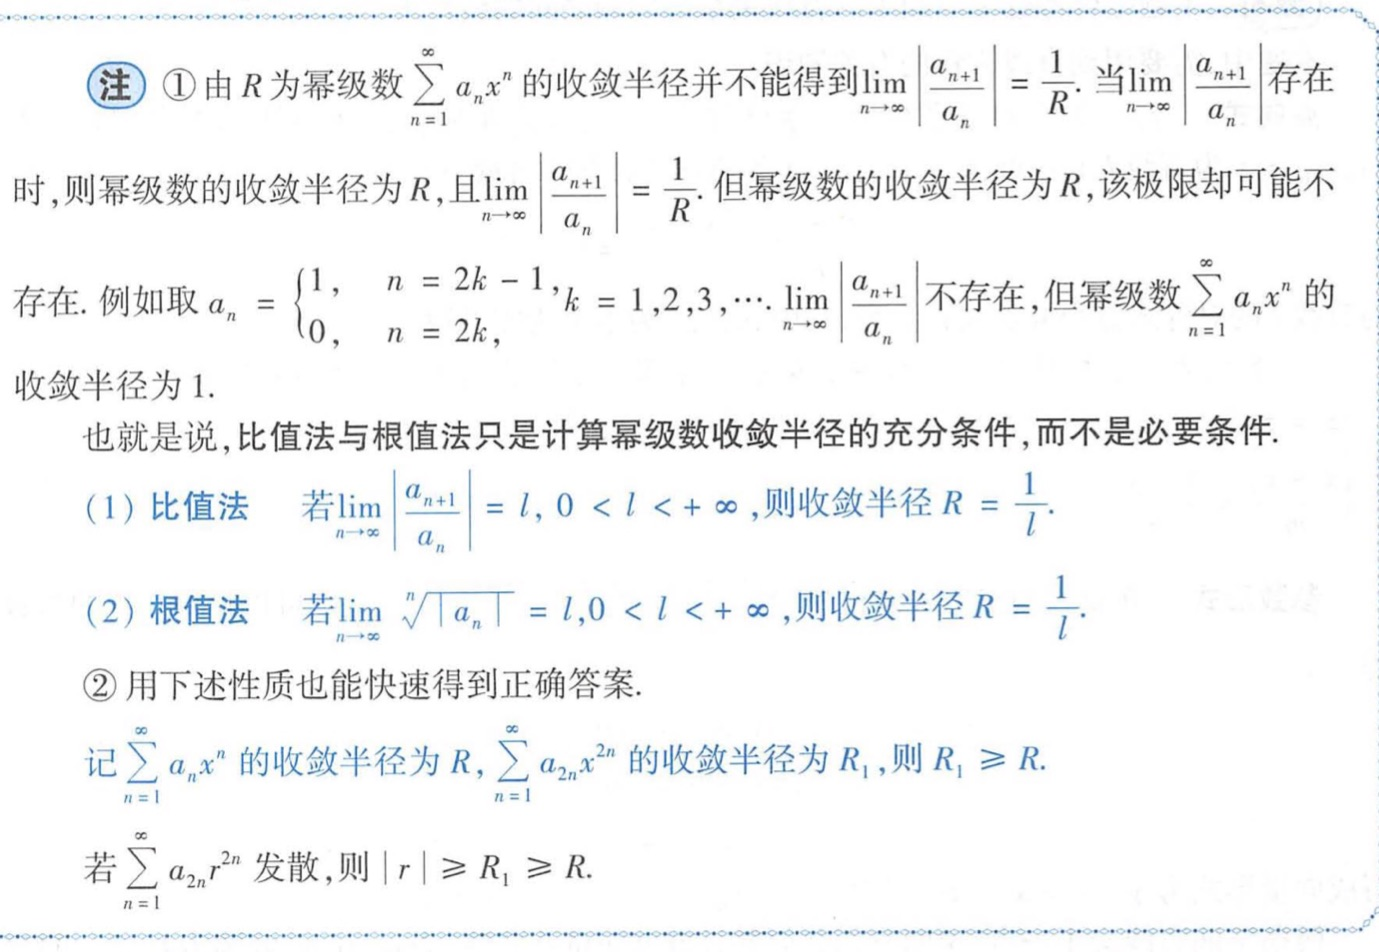 注 ①由 R 为幂级数 $\sum_{n=1}^{\infty} a_n x^n$ 的收敛半径并不能得到 $\lim_{n\to\infty} \left|\frac{a_{n+1}}{a_n}\right| = \frac{1}{R}$. 当 $\lim_{n\to\infty} \left|\frac{a_{n+1}}{a_n}\right|$ 存在
时,则幂级数的收敛半径为 R,且 $\lim_{n\to\infty} \left|\frac{a_{n+1}}{a_n}\right| = \frac{1}{R}$. 但幂级数的收敛半径为 R,该极限却可能不
存在. 例如取 $a_n = \begin{cases} 1, & n = 2k-1, \\ 0, & n = 2k, \end{cases}$ $k = 1,2,3,\cdots$. $\lim_{n\to\infty} \left|\frac{a_{n+1}}{a_n}\right|$ 不存在,但幂级数 $\sum_{n=1}^{\infty} a_n x^n$ 的
收敛半径为 1.
也就是说,比值法与根值法只是计算幂级数收敛半径的充分条件,而不是必要条件.
(1) 比值法 若 $\lim_{n\to\infty} \left|\frac{a_{n+1}}{a_n}\right| = l, 0 < l < +\infty$,则收敛半径 $R = \frac{1}{l}$.
(2) 根值法 若 $\lim_{n\to\infty} \sqrt[n]{|a_n|} = l, 0 < l < +\infty$,则收敛半径 $R = \frac{1}{l}$.
②用下述性质也能快速得到正确答案.
记 $\sum_{n=1}^{\infty} a_n x^n$ 的收敛半径为 R, $\sum_{n=1}^{\infty} a_{2n} x^{2n}$ 的收敛半径为 $R_1$,则 $R_1 \geqslant R$.
若 $\sum_{n=1}^{\infty} a_{2n} r^{2n}$ 发散,则 $|r| \geqslant R_1 \geqslant R$.